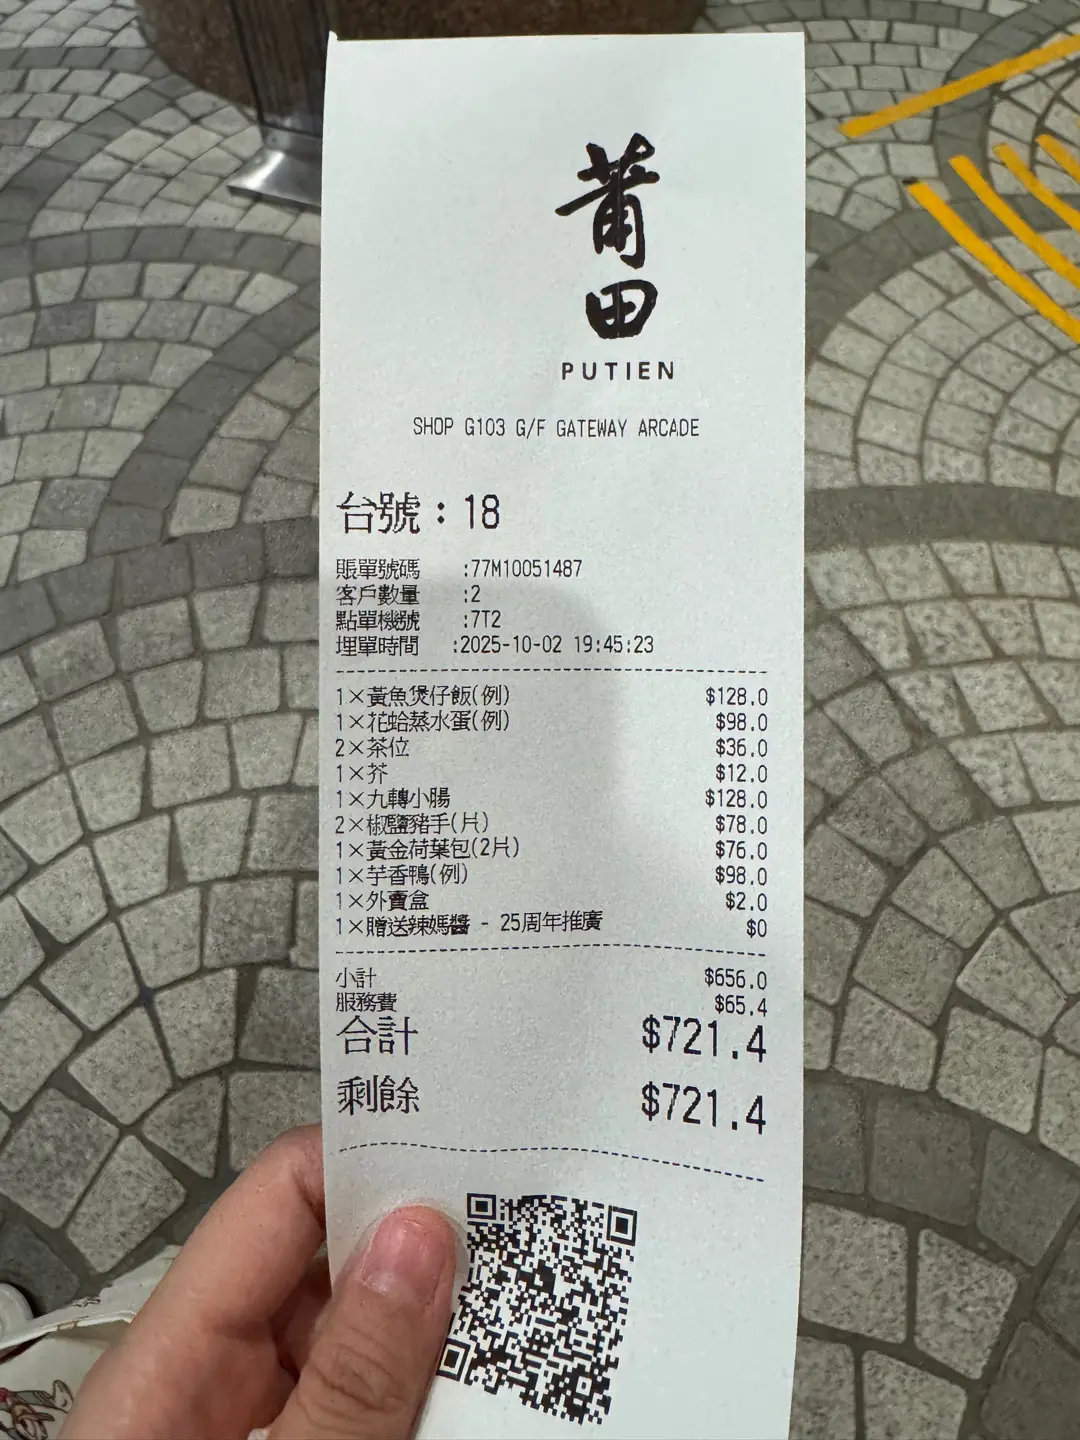 莆
田
PUTIEN
SHOP G103 G/F GATEWAY ARCADE
台號：18
賬單號碼 :77M10051487
客戶數量 :2
點單機號 :7T2
埋單時間 :2025-10-02 19:45:23
1×黃魚煲仔飯(例) $128.0
1×花蛤蒸水蛋(例) $98.0
2×茶位 $36.0
1×芥 $12.0
1×九轉小腸 $128.0
2×椒鹽豬手(片) $78.0
1×黃金荷葉包(2片) $76.0
1×芋香鴨(例) $98.0
1×外賣盒 $2.0
1×贈送辣媽醬 - 25周年推廣 $0
小計 $656.0
服務費 $65.4
合計 $721.4
剩餘 $721.4